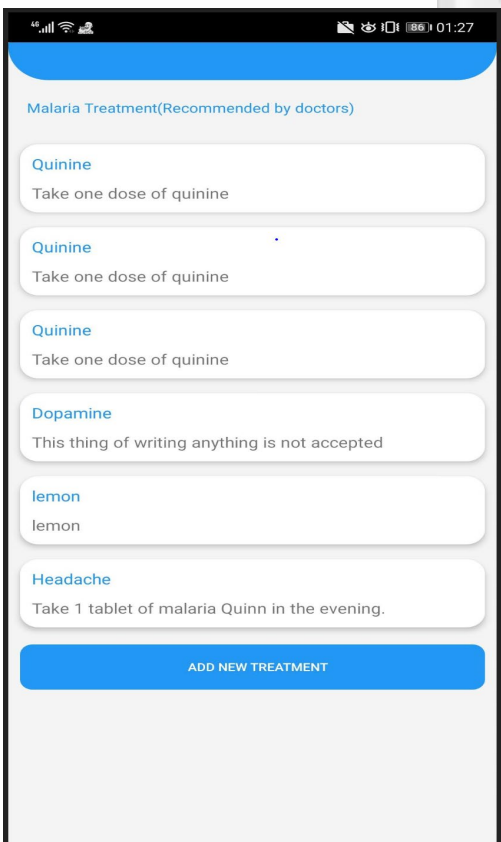 4G 86 01:27
Malaria Treatment(Recommended by doctors)
Quinine
Take one dose of quinine
Quinine
Take one dose of quinine
Quinine
Take one dose of quinine
Dopamine
This thing of writing anything is not accepted
lemon
lemon
Headache
Take 1 tablet of malaria Quinn in the evening.
ADD NEW TREATMENT